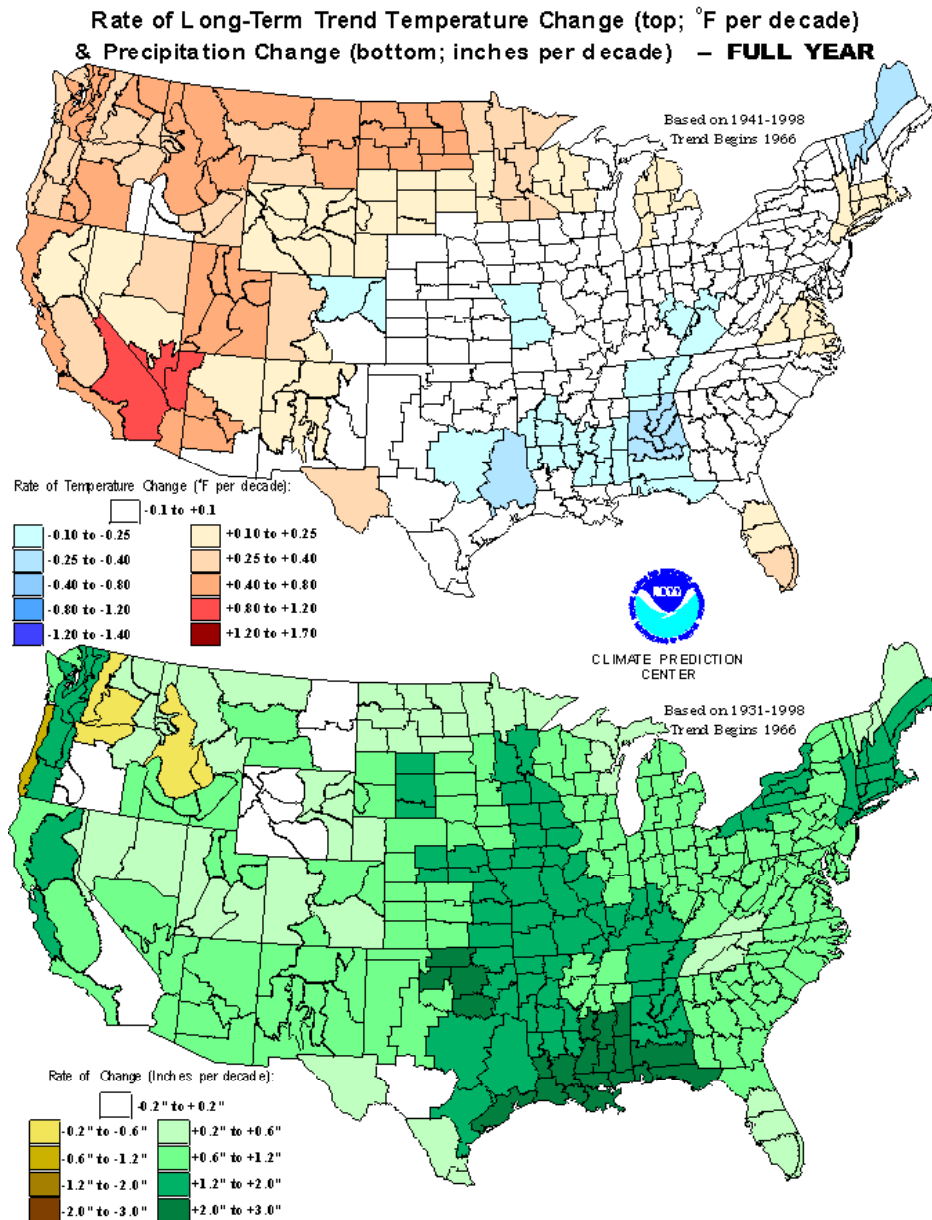 Rate of Long-Term Trend Temperature Change (top; °F per decade)
& Precipitation Change (bottom; inches per decade) – FULL YEAR
Based on 1941-1998
Trend Begins 1966
Rate of Temperature Change (°F per decade):
-0.1 to +0.1
-0.10 to -0.25
+0.10 to +0.25
-0.25 to -0.40
+0.25 to +0.40
-0.40 to -0.80
+0.40 to +0.80
-0.80 to -1.20
+0.80 to +1.20
-1.20 to -1.40
+1.20 to +1.70
CLIMATE PREDICTION
CENTER
Based on 1931-1998
Trend Begins 1966
Rate of Change (Inches per decade):
-0.2" to +0.2"
-0.2" to -0.6"
+0.2" to +0.6"
-0.6" to -1.2"
+0.6" to +1.2"
-1.2" to -2.0"
+1.2" to +2.0"
-2.0" to -3.0"
+2.0" to +3.0"